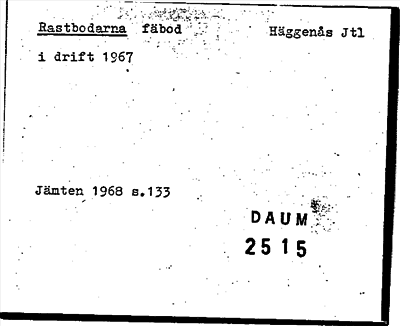 Rastbodarna fäbod Häggenås Jtl
i drift 1967
Jämten 1968 s.133
DAUM
2515